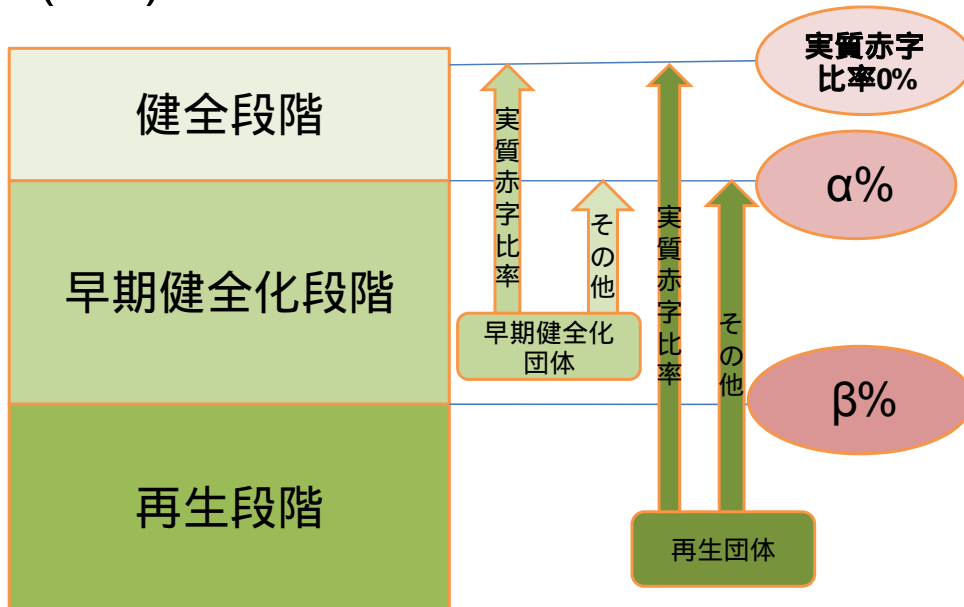 健全段階
早期健全化段階
再生段階
実質赤字比率
その他
早期健全化
団体
実質赤字比率
その他
再生団体
実質赤字
比率0%
α%
β%